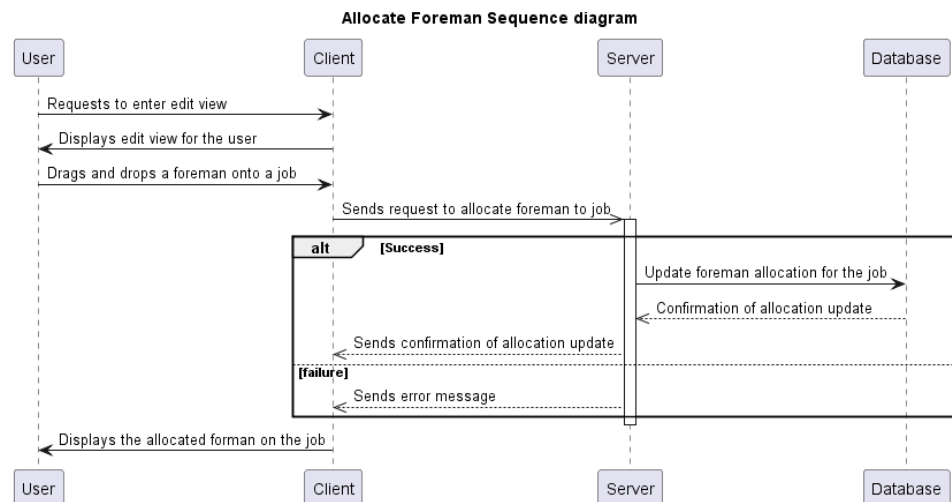 Allocate Foreman Sequence diagram
User
Client
Server
Database
Requests to enter edit view
Displays edit view for the user
Drags and drops a foreman onto a job
Sends request to allocate foreman to job
alt
[Success]
Update foreman allocation for the job
Confirmation of allocation update
Sends confirmation of allocation update
[failure]
Sends error message
Displays the allocated forman on the job
User
Client
Server
Database